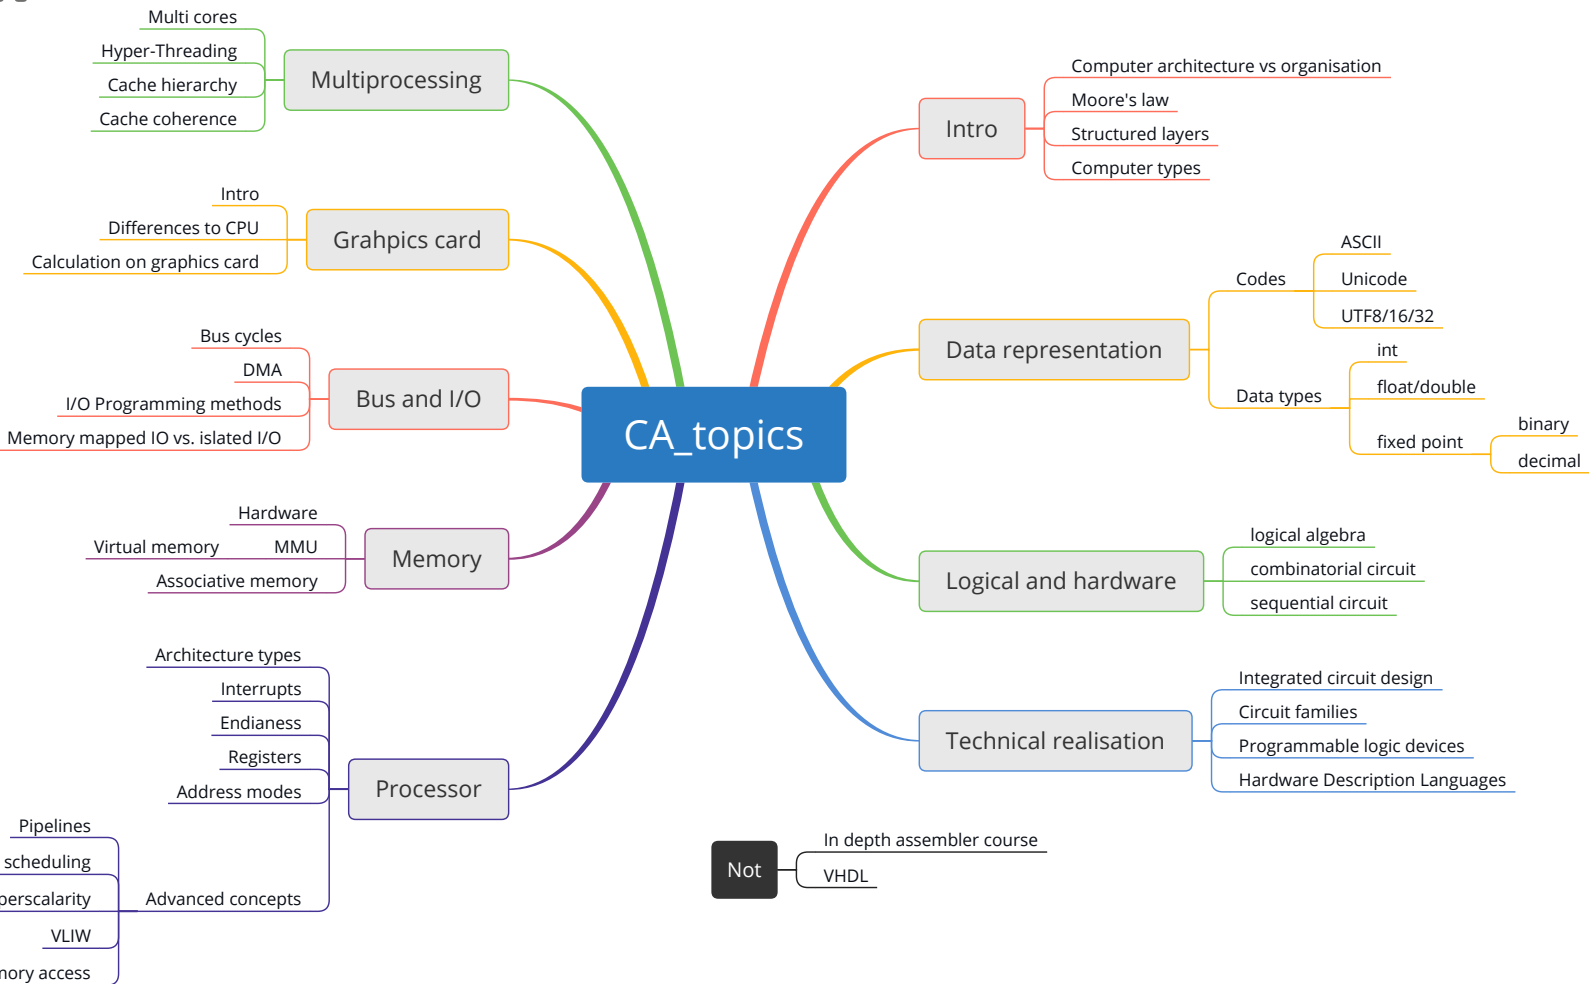 CA_topics
Intro
Computer architecture vs organisation
Moore's law
Structured layers
Computer types
Data representation
Codes
ASCII
Unicode
UTF8/16/32
Data types
int
float/double
fixed point
binary
decimal
Logical and hardware
logical algebra
combinatorial circuit
sequential circuit
Technical realisation
Integrated circuit design
Circuit families
Programmable logic devices
Hardware Description Languages
Not
In depth assembler course
VHDL
Multiprocessing
Multi cores
Hyper-Threading
Cache hierarchy
Cache coherence
Grahpics card
Intro
Differences to CPU
Calculation on graphics card
Bus and I/O
Bus cycles
DMA
I/O Programming methods
Memory mapped IO vs. islated I/O
Memory
Hardware
MMU
Virtual memory
Associative memory
Processor
Architecture types
Interrupts
Endianess
Registers
Address modes
Advanced concepts
Pipelines
scheduling
VLIW
access